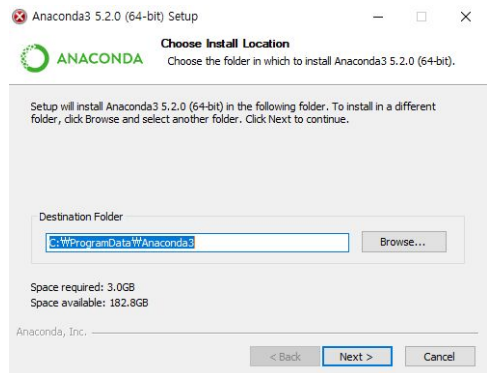 Anaconda3 5.2.0 (64-bit) Setup
ANACONDA
Choose Install Location
Choose the folder in which to install Anaconda3 5.2.0 (64-bit).
Setup will install Anaconda3 5.2.0 (64-bit) in the following folder. To install in a different
folder, click Browse and select another folder. Click Next to continue.
Destination Folder
C:₩ProgramData₩Anaconda3
Browse...
Space required: 3.0GB
Space available: 182.8GB
Anaconda, Inc.
< Back
Next >
Cancel